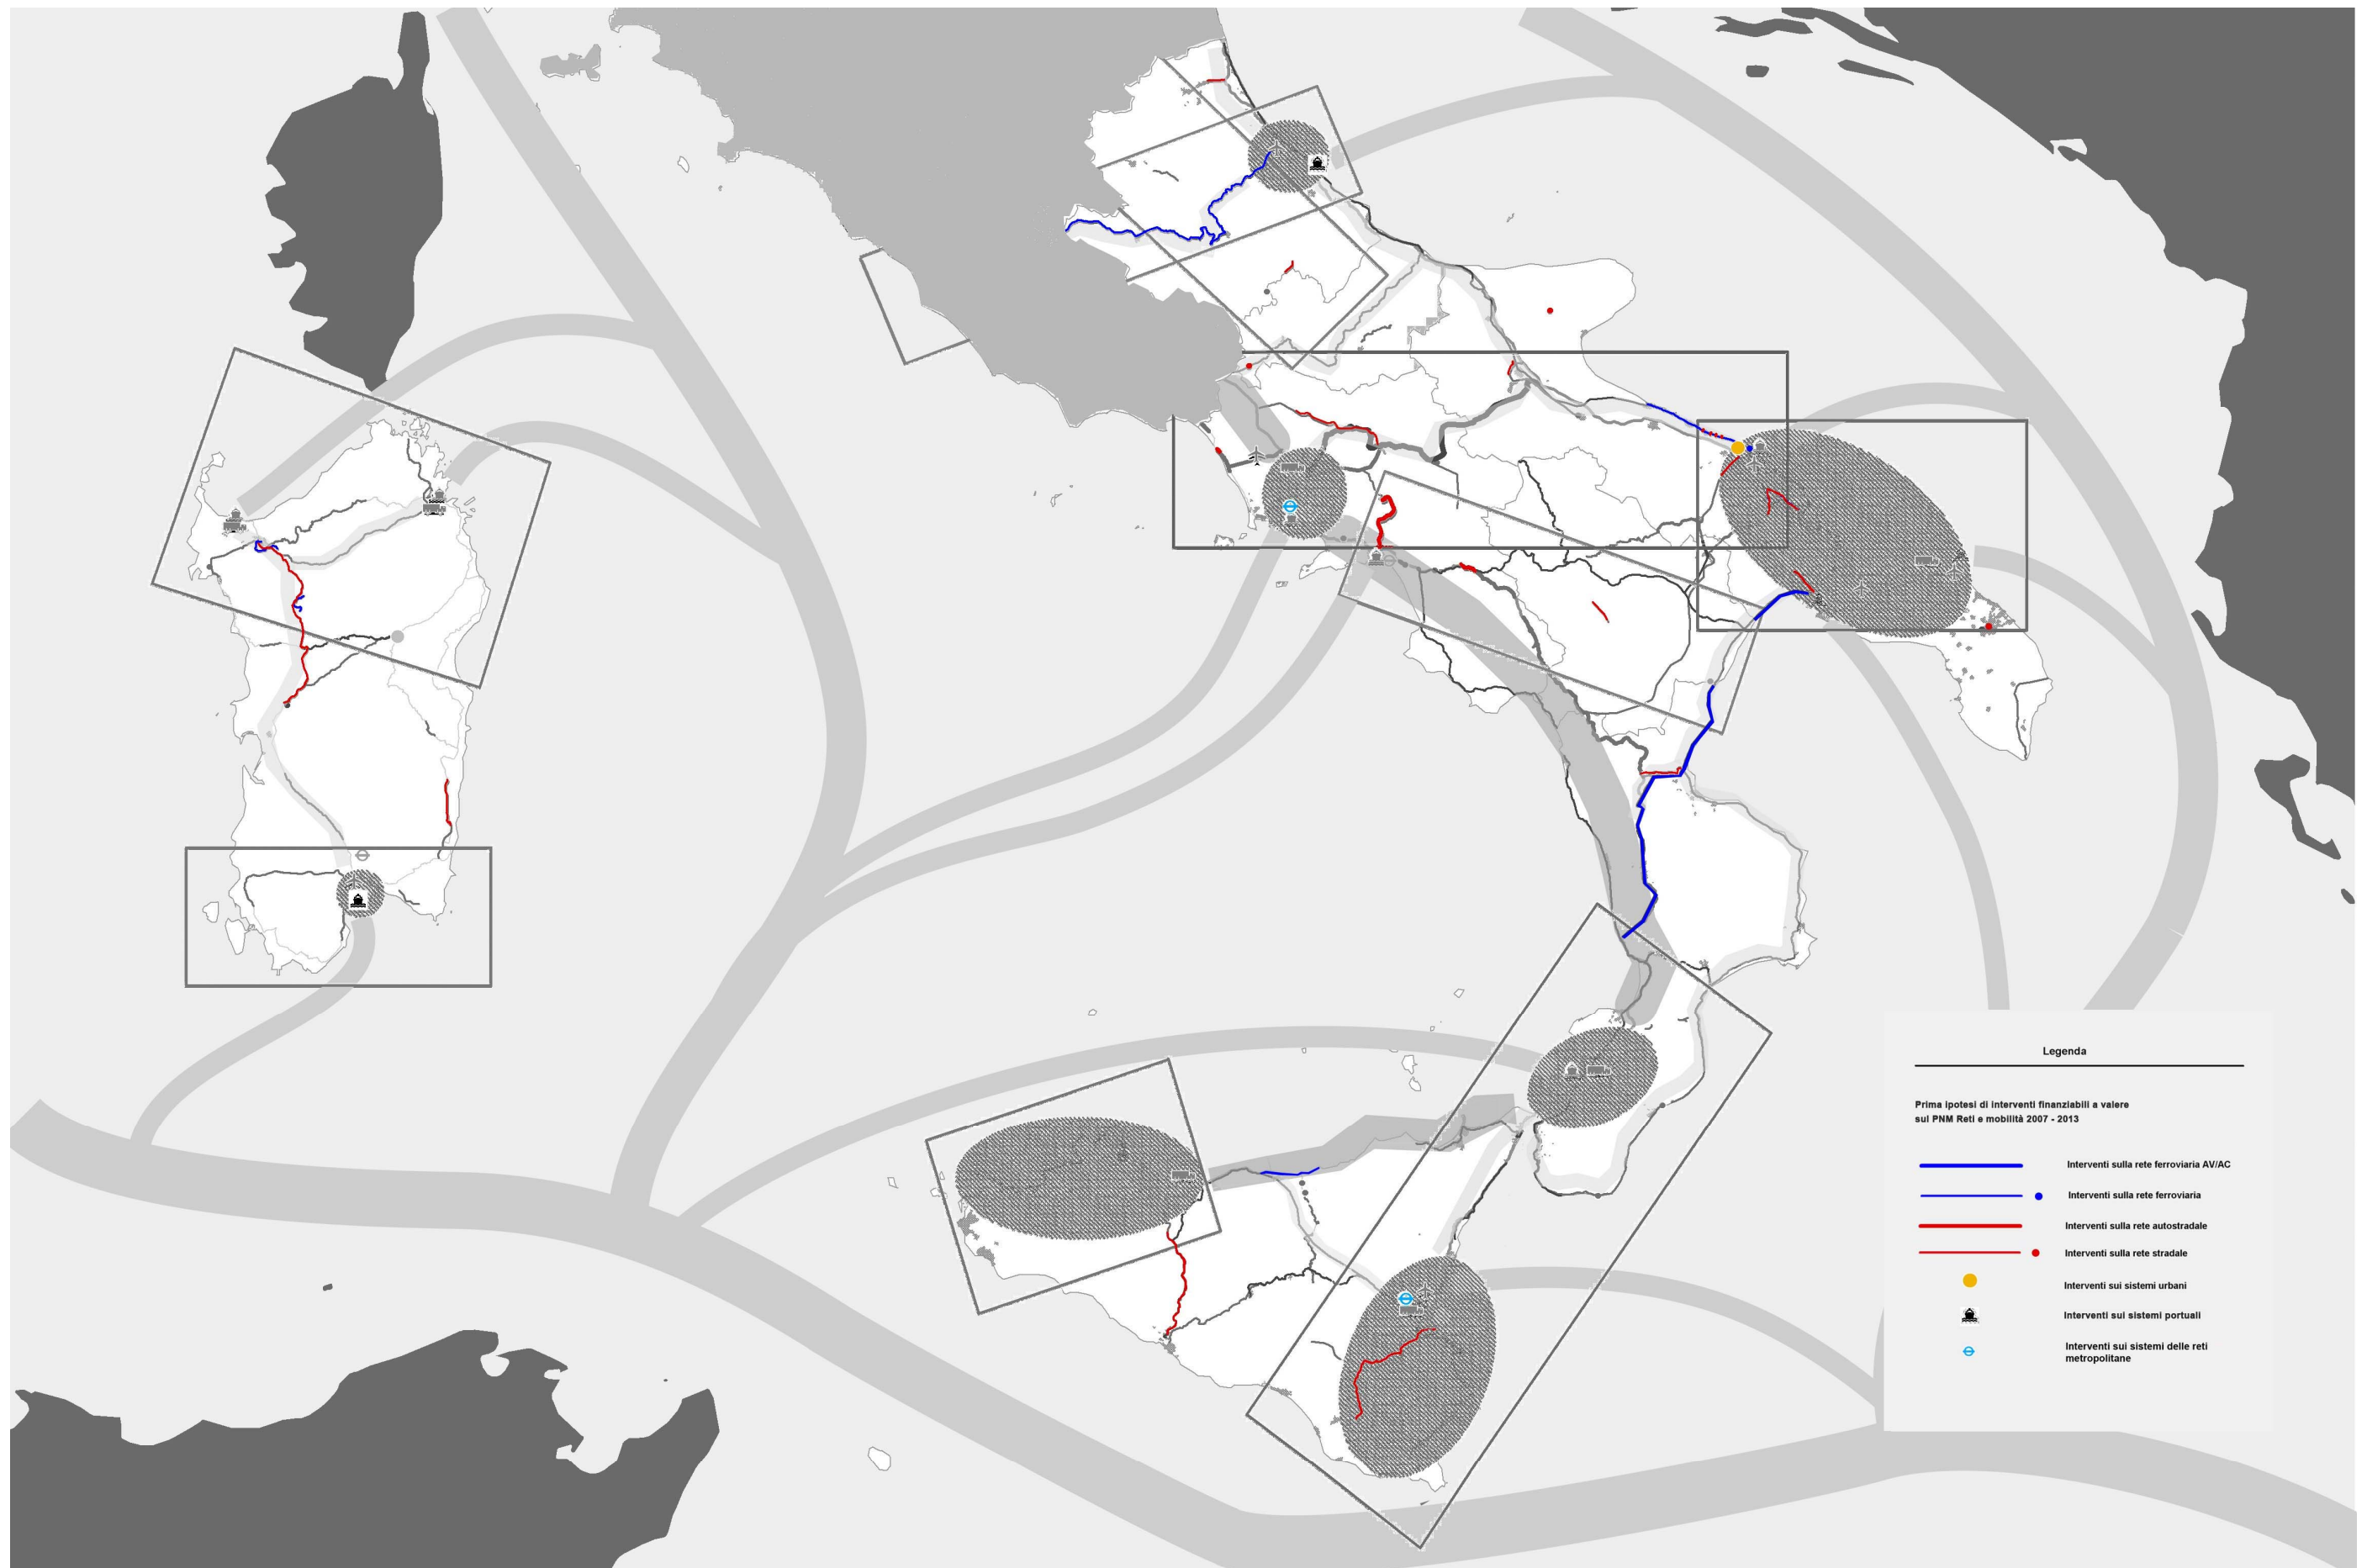 Legenda
Prima ipotesi di interventi finanziabili a valere
sul PNM Reti e mobilità 2007 - 2013
Interventi sulla rete ferroviaria AV/AC
Interventi sulla rete ferroviaria
Interventi sulla rete autostradale
Interventi sulla rete stradale
Interventi sui sistemi urbani
Interventi sui sistemi portuali
Interventi sui sistemi delle reti
metropolitane